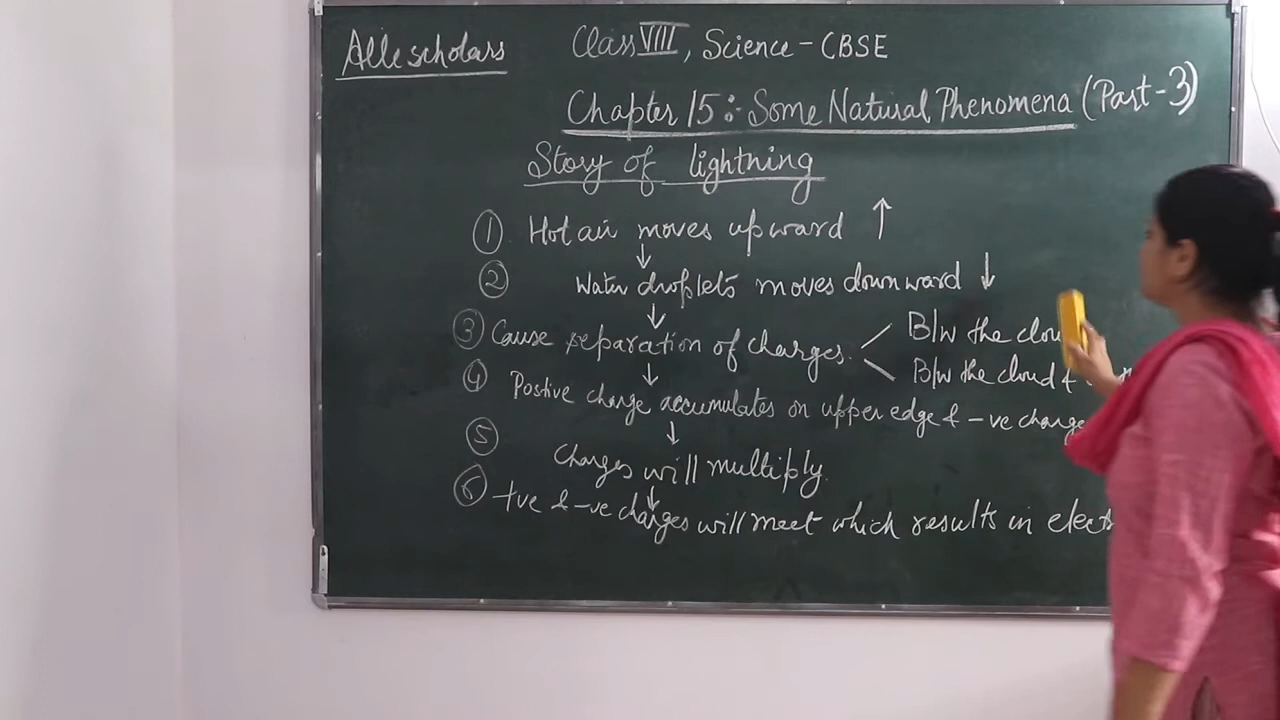 Allescholars
Class VIII, Science - CBSE
Chapter 15 :- Some Natural Phenomena (Part-3)
Story of lightning
① Hot air moves upward ↑
↓
② Water droplets moves downward ↓
↓
③ Cause separation of charges.
B/w the
B/w the cloud &
↓
④ Postive charge accumulates on upper edge & -ve charge
↓
⑤ Charges will multiply.
↓
⑥ +ve & -ve charges will meet which results in